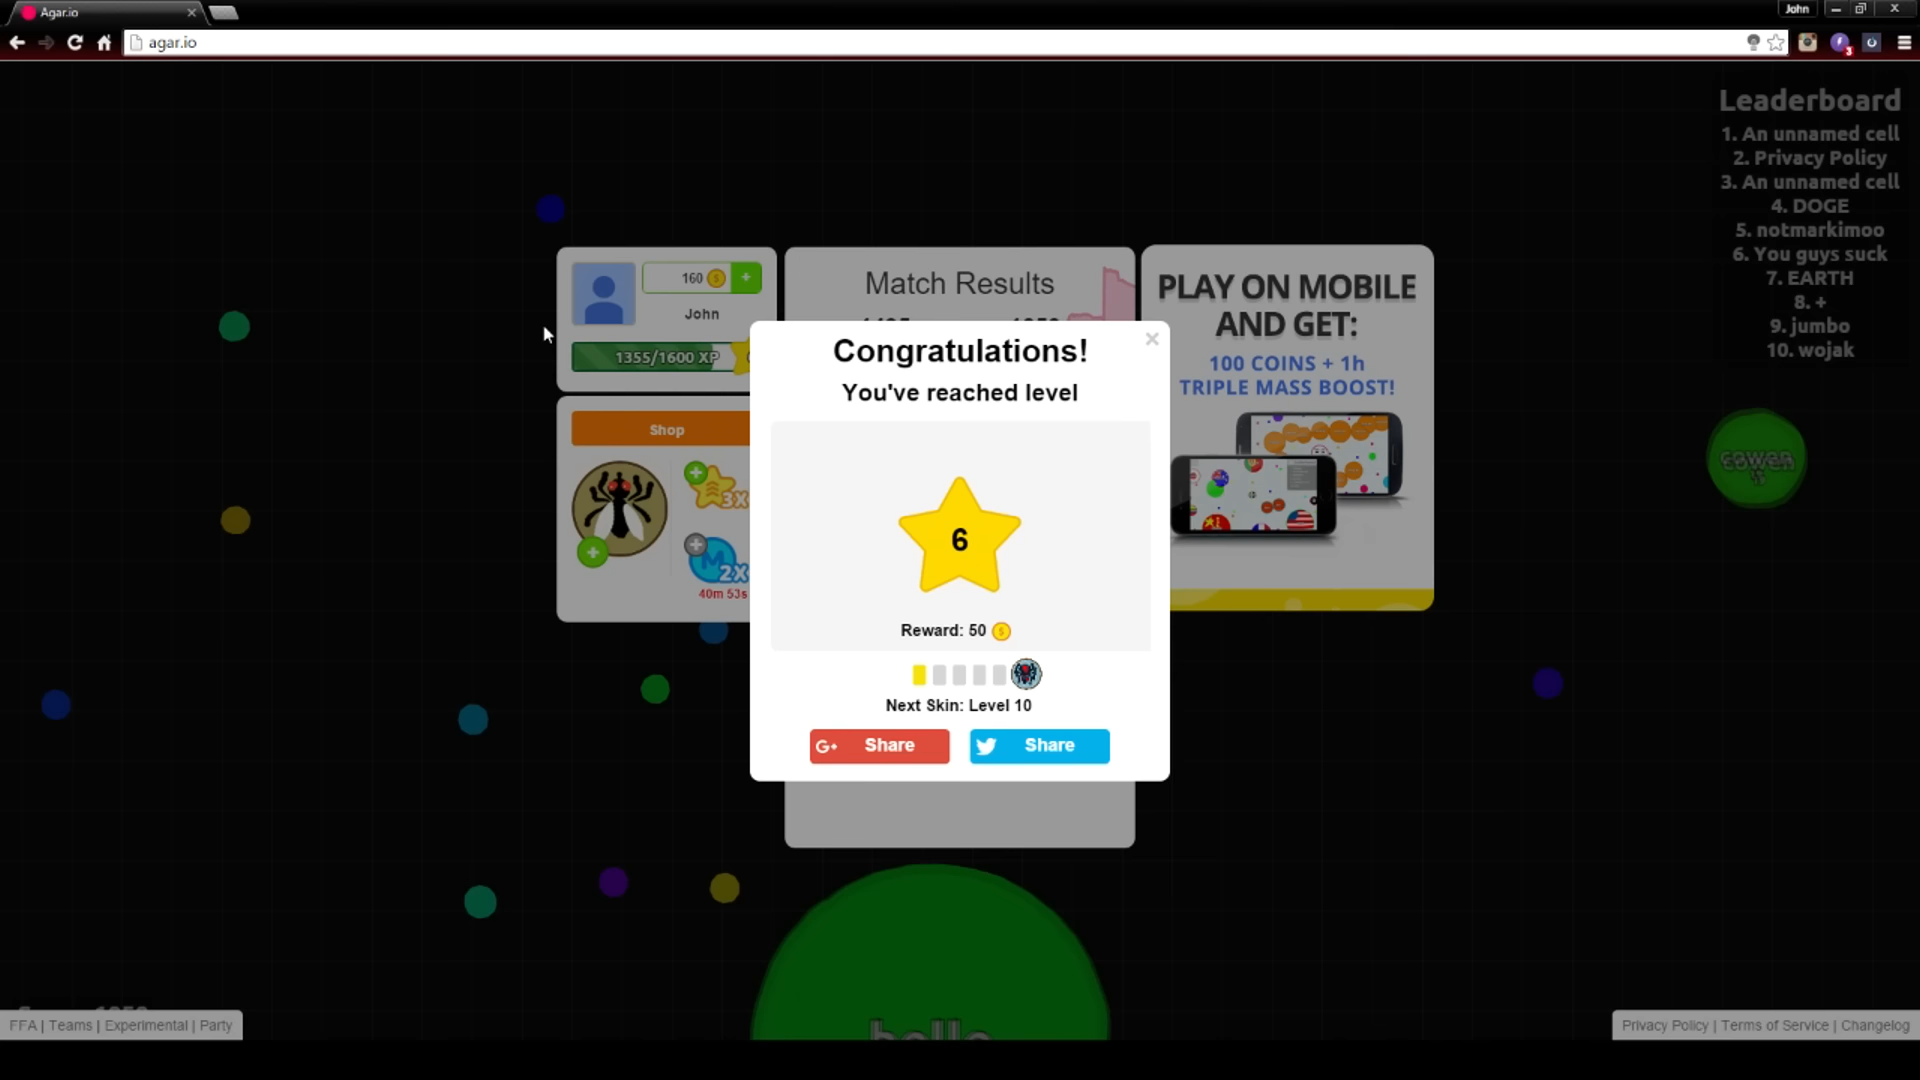 Agar.io
John
agar.io
3
Leaderboard
1. An unnamed cell
2. Privacy Policy
3. An unnamed cell
4. DOGE
5. notmarkimoo
6. You guys suck
7. EARTH
8. +
9. jumbo
10. wojak
160
John
1355/1600 XP
Shop
3X
M
2X
40m 53s
Match Results
PLAY ON MOBILE
AND GET:
100 COINS + 1h
TRIPLE MASS BOOST!
Congratulations!
You've reached level
6
Reward: 50
Next Skin: Level 10
G+ Share
Share
cowen
hello
FFA | Teams | Experimental | Party
Privacy Policy | Terms of Service | Changelog